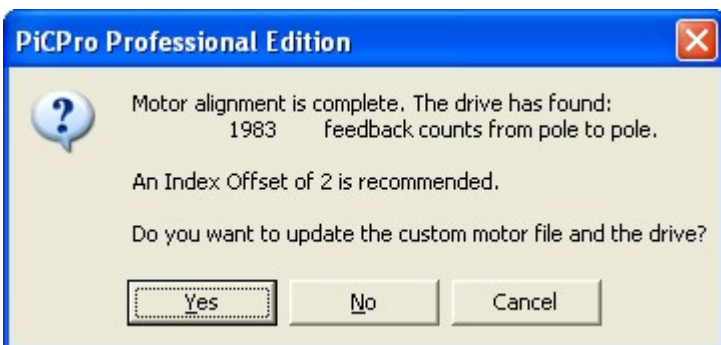 PiCPro Professional Edition
Motor alignment is complete. The drive has found:
1983 feedback counts from pole to pole.
An Index Offset of 2 is recommended.
Do you want to update the custom motor file and the drive?
Yes No Cancel